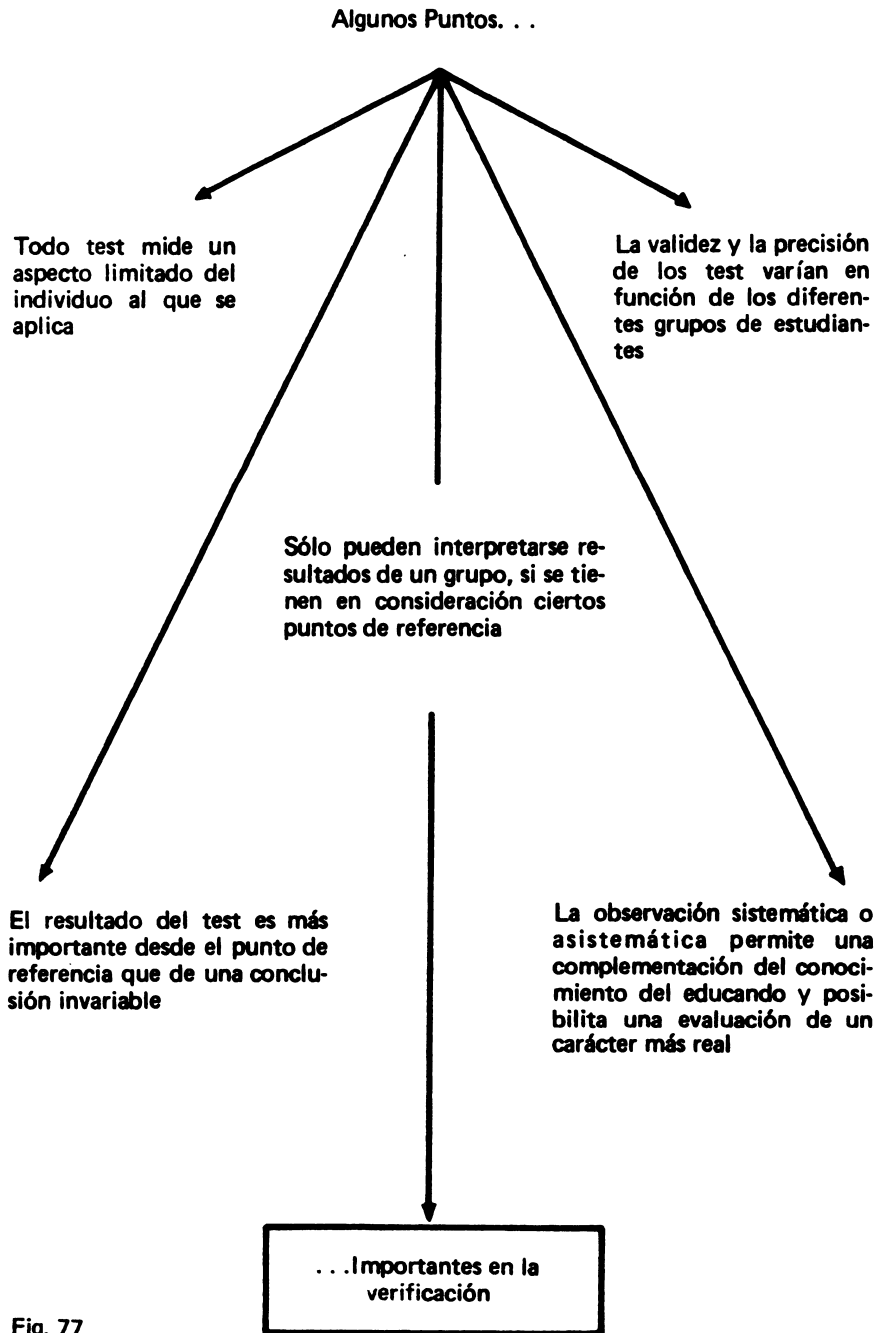 Algunos Puntos. . .
Todo test mide un
aspecto limitado del
individuo al que se
aplica
La validez y la precisión
de los test varían en
función de los diferen-
tes grupos de estudian-
tes
Sólo pueden interpretarse re-
sultados de un grupo, si se tie-
nen en consideración ciertos
puntos de referencia
El resultado del test es más
importante desde el punto de
referencia que de una conclu-
sión invariable
La observación sistemática o
asistemática permite una
complementación del conoci-
miento del educando y posi-
bilita una evaluación de un
carácter más real
. . .Importantes en la
verificación
Fig. 77